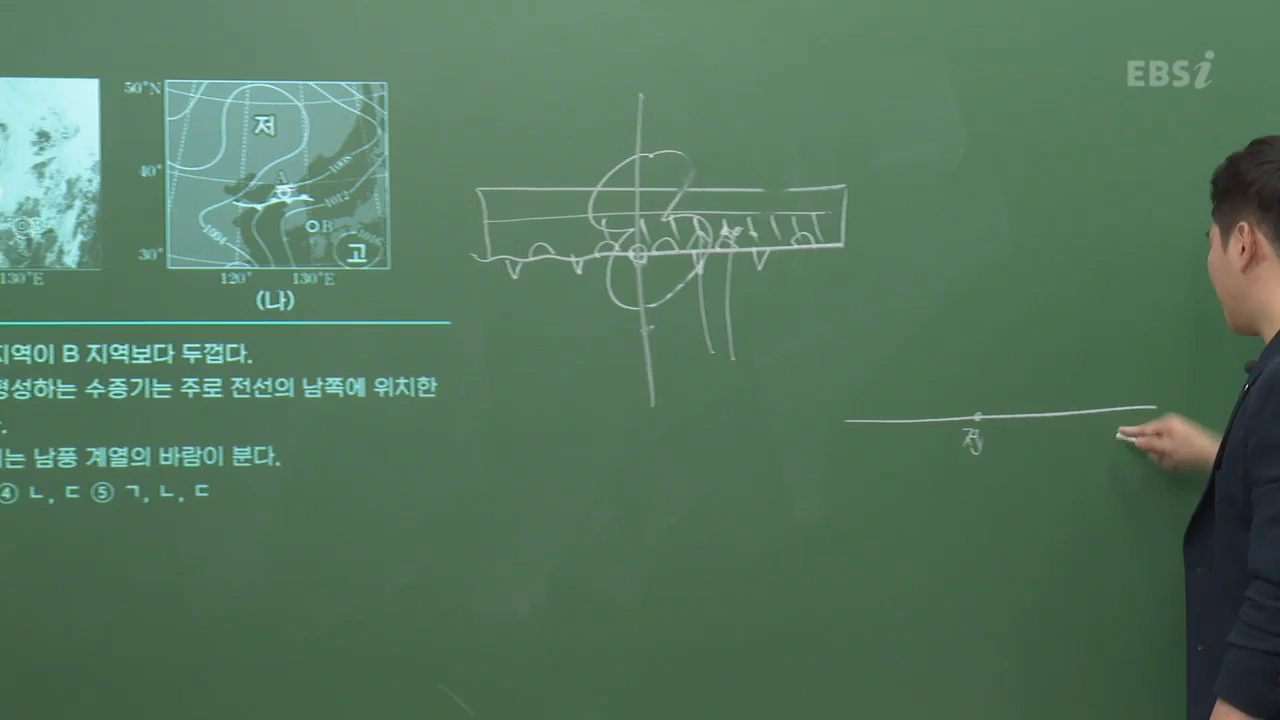 EBSi
50°N
저
40°
1008
1012
1004
B
1016
30°
고
130°E
120° 130°E
(나)
지역이 B 지역보다 두껍다.
형성하는 수증기는 주로 전선의 남쪽에 위치한
는 남풍 계열의 바람이 분다.
④ ㄴ, ㄷ ⑤ ㄱ, ㄴ, ㄷ